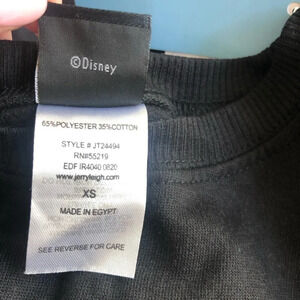 ©Disney
65%POLYESTER 35%COTTON
STYLE # JT24494
RN#55219
EDF IR4040 0820
www.jerryleigh.com
XS
MADE IN EGYPT
SEE REVERSE FOR CARE